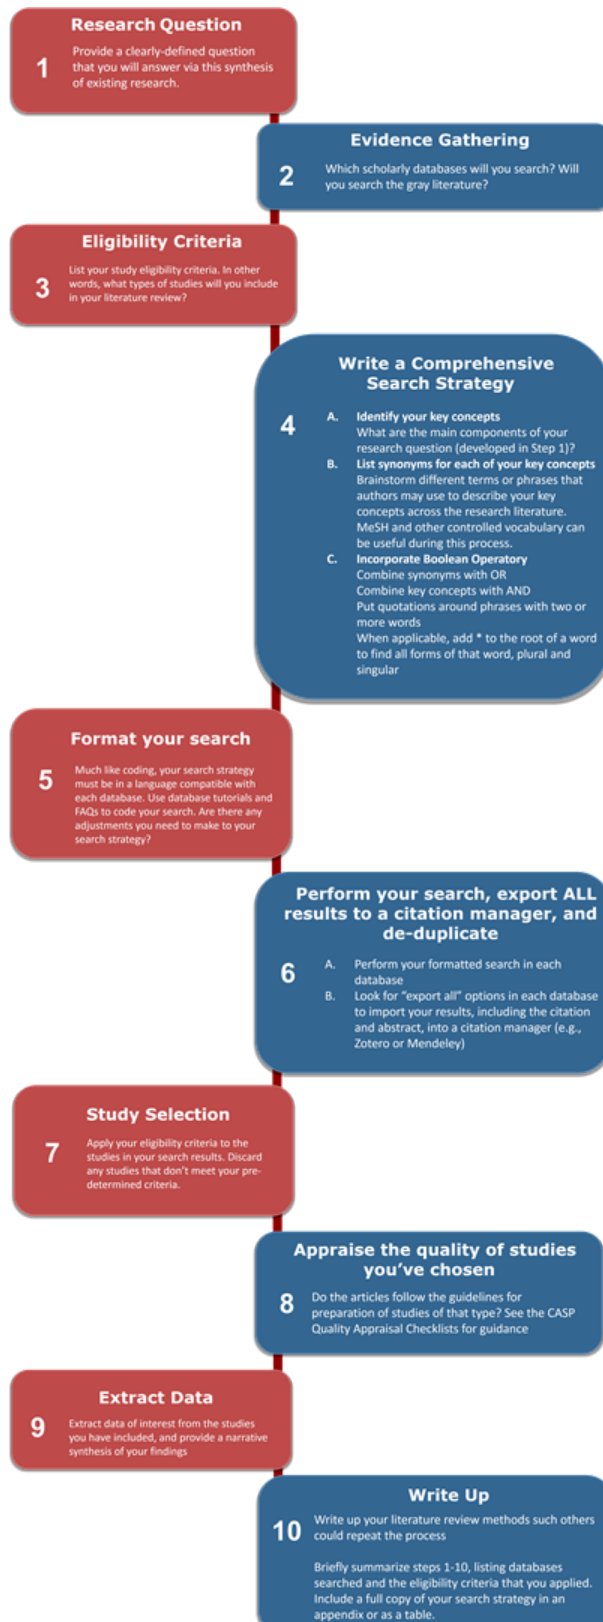 Research Question
1
Provide a clearly-defined question
that you will answer via this synthesis
of existing research.
Evidence Gathering
2
Which scholarly databases will you search? Will
you search the gray literature?
Eligibility Criteria
3
List your study eligibility criteria. In other
words, what types of studies will you include
in your literature review?
Write a Comprehensive
Search Strategy
4
A. Identify your key concepts
What are the main components of your
research question (developed in Step 1)?
B. List synonyms for each of your key concepts
Brainstorm different terms or phrases that
authors may use to describe your key
concepts across the research literature.
MeSH and other controlled vocabulary can
be useful during this process.
C. Incorporate Boolean Operatory
Combine synonyms with OR
Combine key concepts with AND
Put quotations around phrases with two or
more words
When applicable, add * to the root of a word
to find all forms of that word, plural and
singular
Format your search
5
Much like coding, your search strategy
must be in a language compatible with
each database. Use database tutorials and
FAQs to code your search. Are there any
adjustments you need to make to your
search strategy?
Perform your search, export ALL
results to a citation manager, and
de-duplicate
6
A. Perform your formatted search in each
database
B. Look for “export all” options in each database
to import your results, including the citation
and abstract, into a citation manager (e.g.,
Zotero or Mendeley)
Study Selection
7
Apply your eligibility criteria to the
studies in your search results. Discard
any studies that don’t meet your pre-
determined criteria.
Appraise the quality of studies
you’ve chosen
8
Do the articles follow the guidelines for
preparation of studies of that type? See the CASP
Quality Appraisal Checklists for guidance
Extract Data
9
Extract data of interest from the studies
you have included, and provide a narrative
synthesis of your findings
Write Up
10
Write up your literature review methods such others
could repeat the process
Briefly summarize steps 1-10, listing databases
searched and the eligibility criteria that you applied.
Include a full copy of your search strategy in an
appendix or as a table.